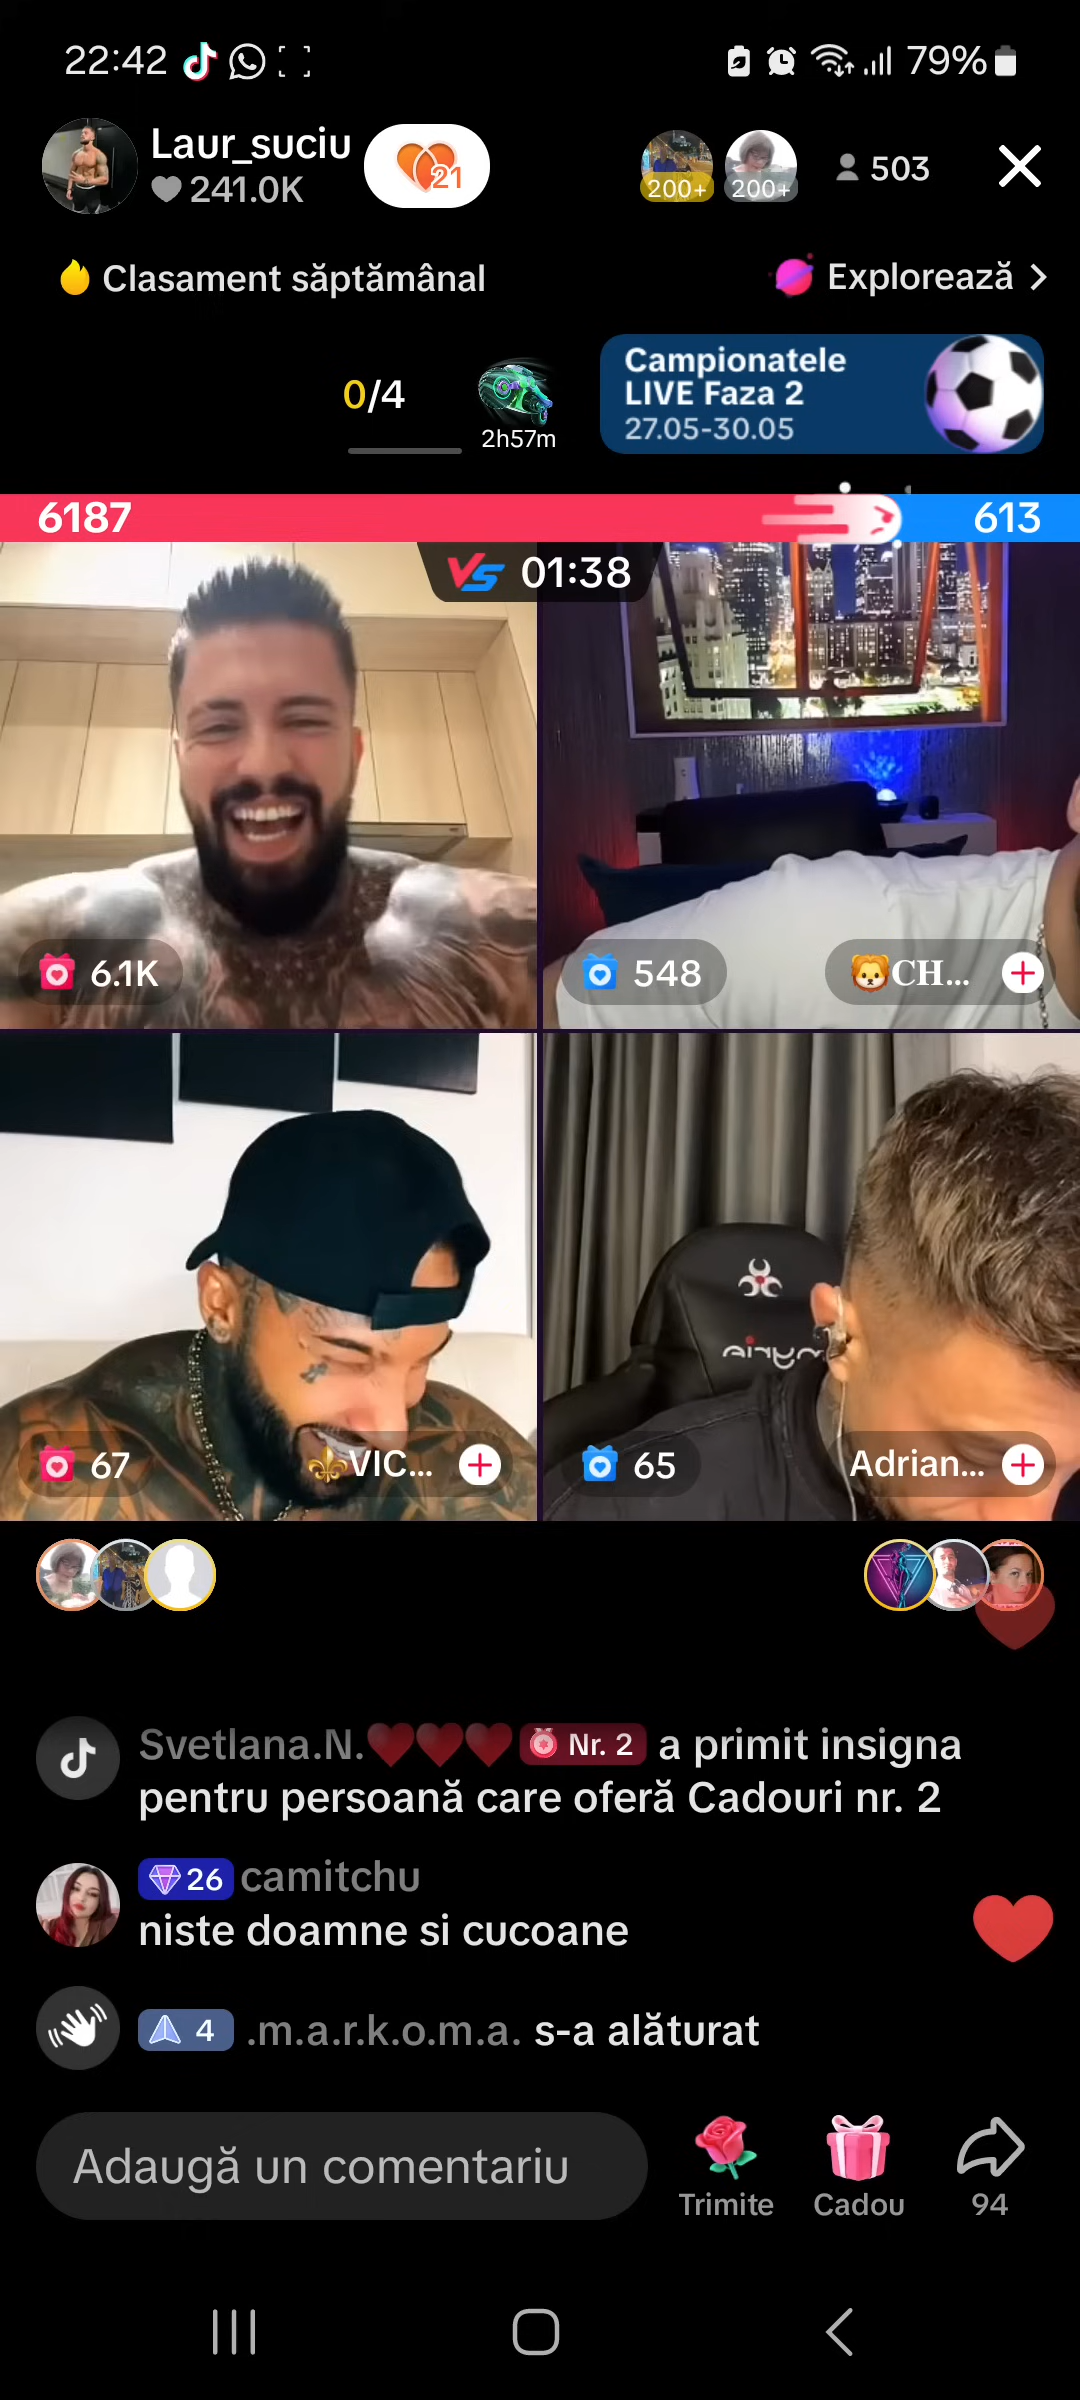 22:42
79%
Laur_suciu
241.0K
21
200+
200+
503
Clasament săptămânal
Explorează
0/4
2h57m
Campionatele
LIVE Faza 2
27.05-30.05
6187
613
VS 01:38
6.1K
548
🦁CH...
67
⚜VIC...
65
Adrian...
Svetlana.N.❤❤❤ Nr. 2 a primit insigna
pentru persoană care oferă Cadouri nr. 2
26 camitchu
niste doamne si cucoane
4 .m.a.r.k.o.m.a. s-a alăturat
Adaugă un comentariu
Trimite
Cadou
94